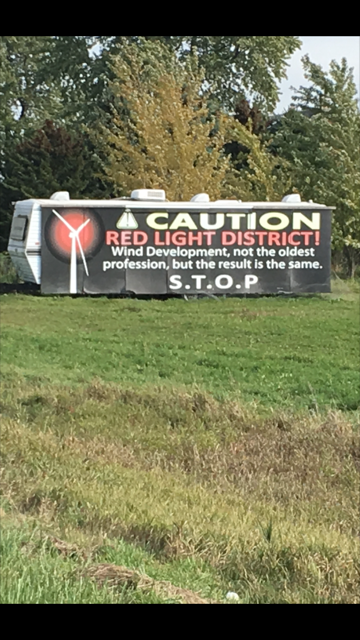 CAUTION
RED LIGHT DISTRICT!
Wind Development, not the oldest
profession, but the result is the same.
S.T.O.P